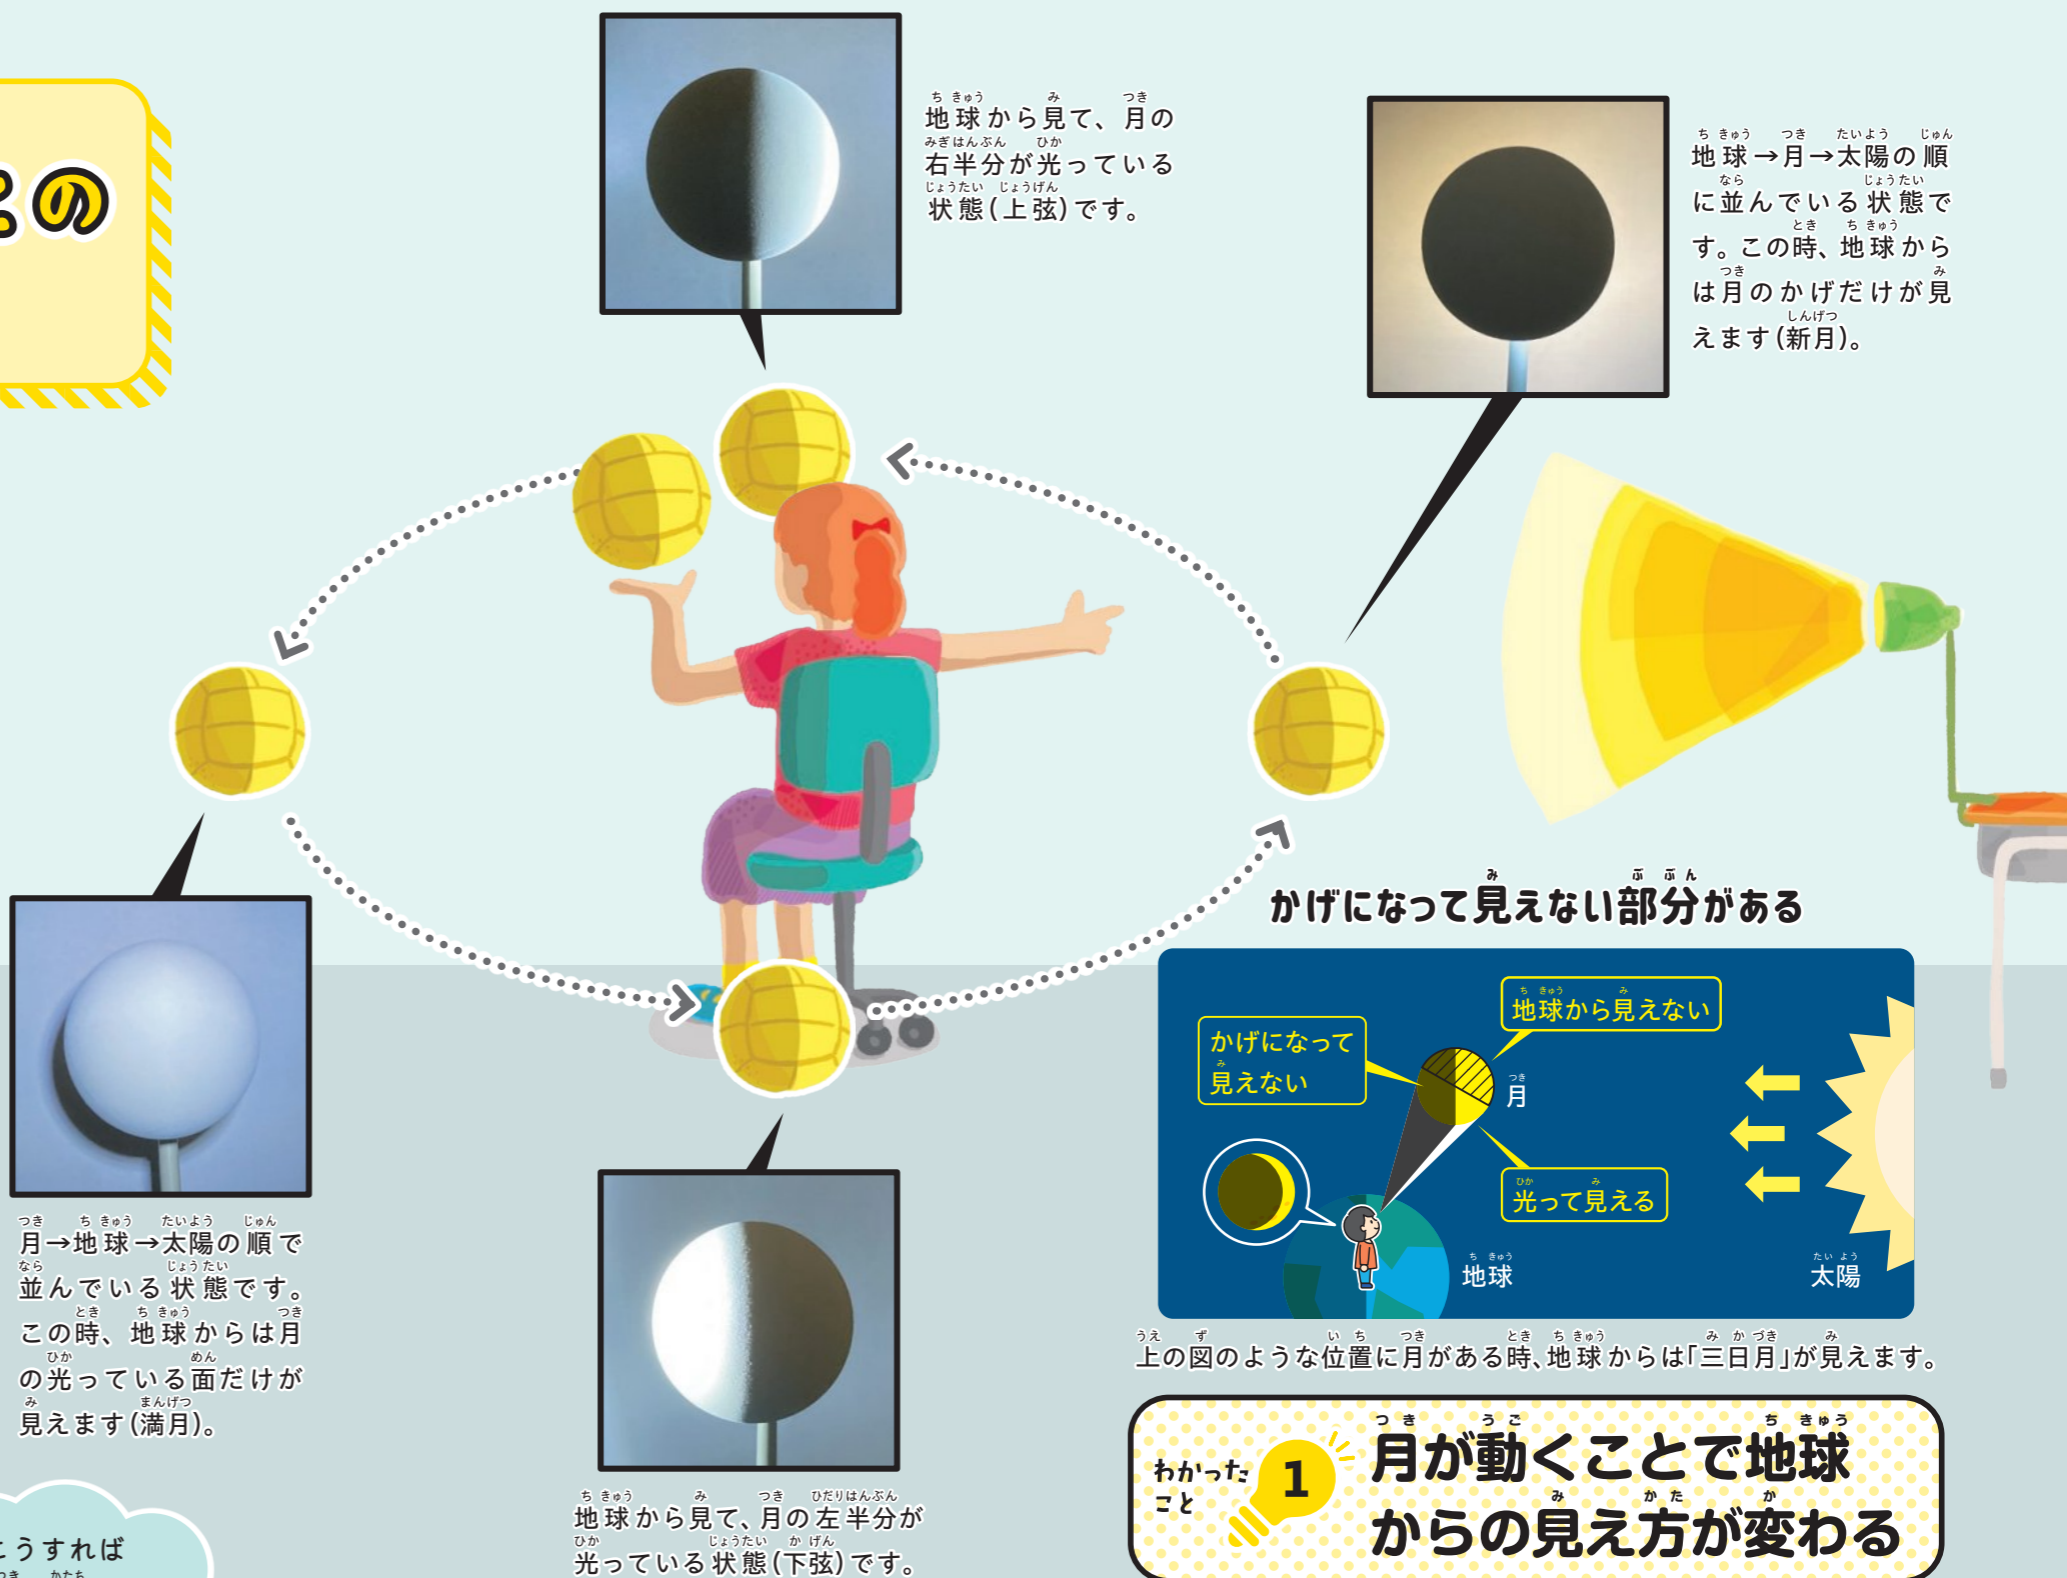 との
地球から見て、月の
右半分が光っている
状態(上弦)です。
地球→月→太陽の順
に並んでいる状態で
す。この時、地球から
は月のかげだけが見
えます(新月)。
月→地球→太陽の順で
並んでいる状態です。
この時、地球からは月
の光っている面だけが
見えます(満月)。
地球から見て、月の左半分が
光っている状態(下弦)です。
かげになって見えない部分がある
地球から見えない
かげになって
見えない
月
光って見える
地球
太陽
上の図のような位置に月がある時、地球からは「三日月」が見えます。
わかった
こと
1
月が動くことで地球
からの見え方が変わる
こうすれば